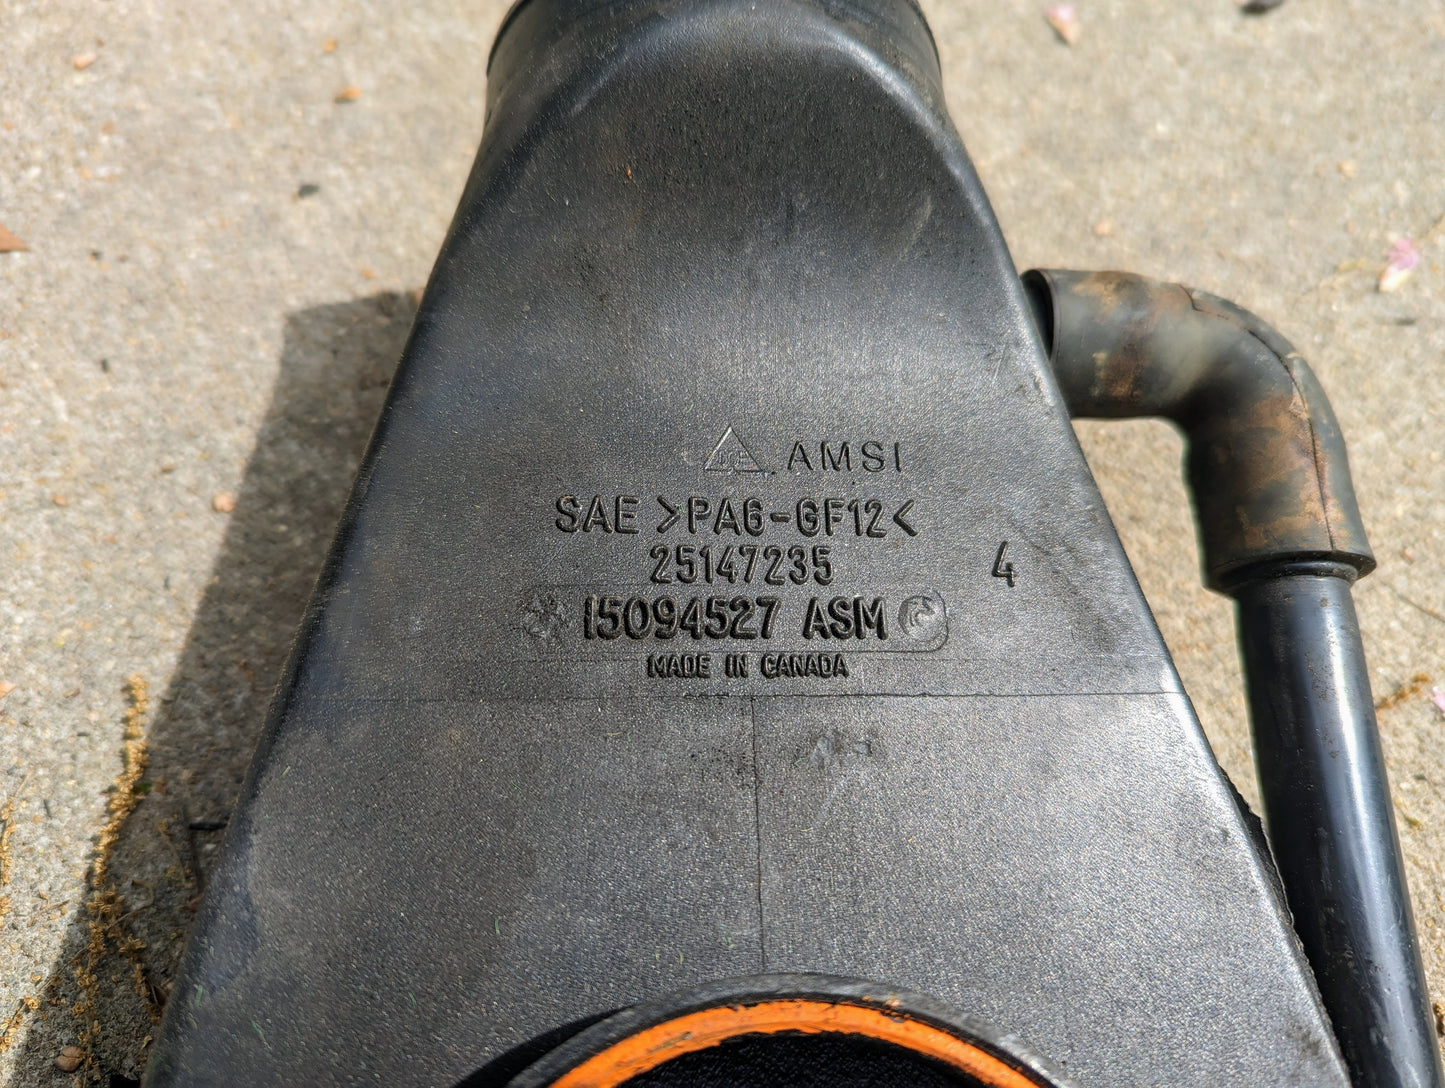 AMSI
SAE >PA6-GF12<
25147235
4
15094527 ASM
MADE IN CANADA